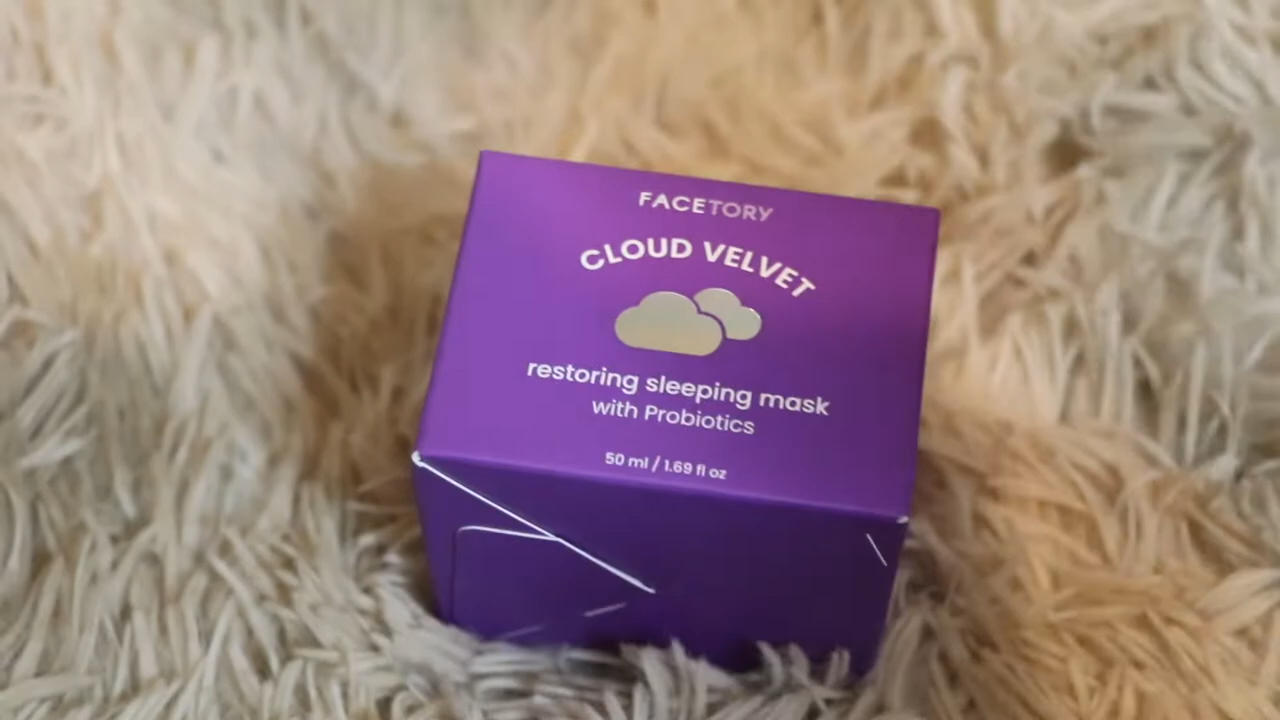 FACETORY
CLOUD VELVET
restoring sleeping mask
with Probiotics
50 ml / 1.69 fl oz